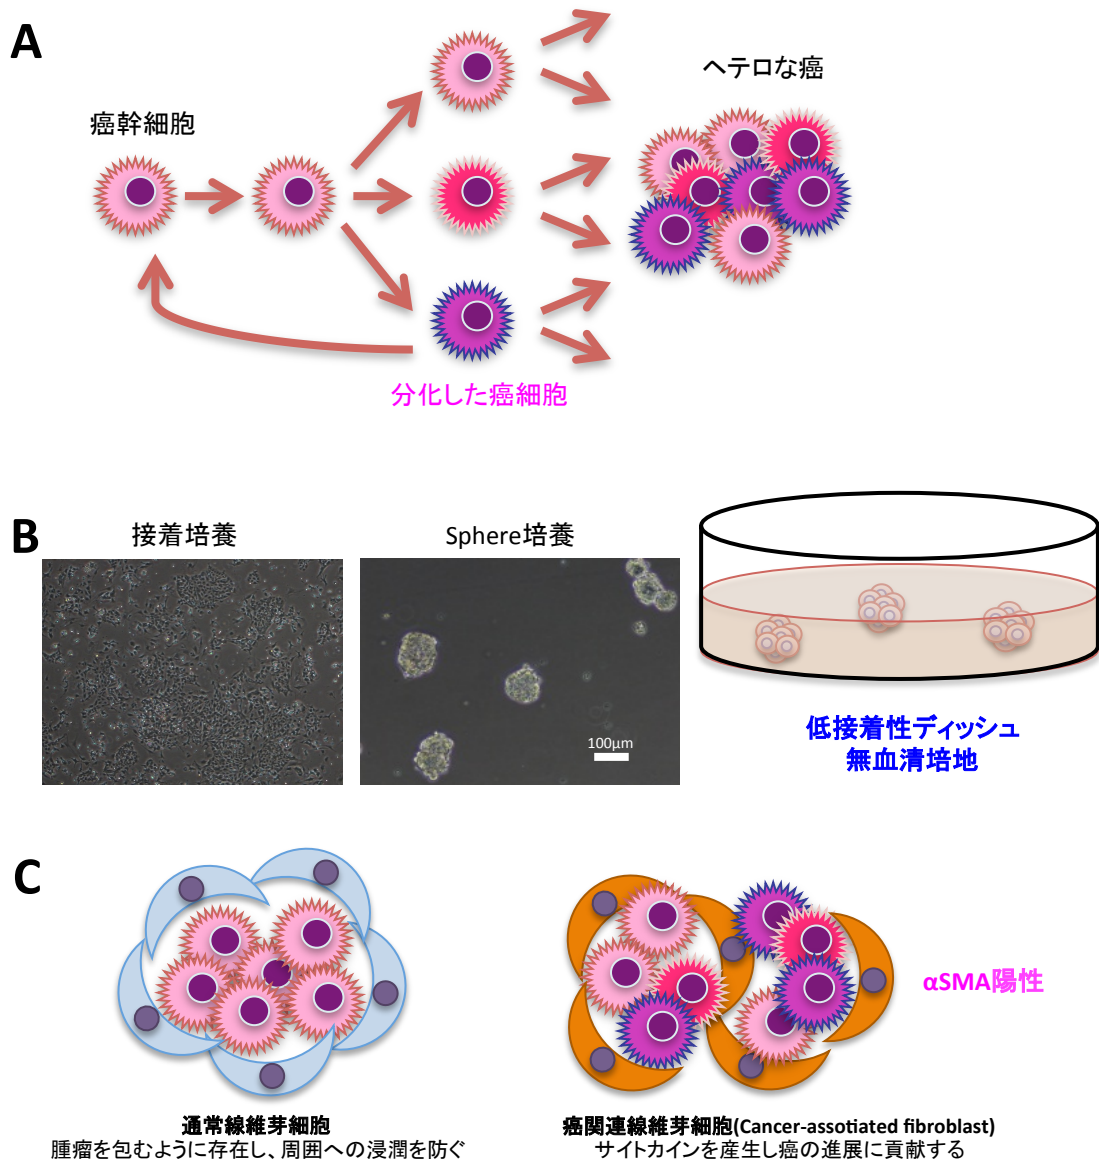 A
癌幹細胞
ヘテロな癌
分化した癌細胞
B
接着培養
Sphere培養
100μm
低接着性ディッシュ
無血清培地
C
αSMA陽性
通常線維芽細胞
腫瘤を包むように存在し、周囲への浸潤を防ぐ
癌関連線維芽細胞(Cancer-assotiated fibroblast)
サイトカインを産生し癌の進展に貢献する